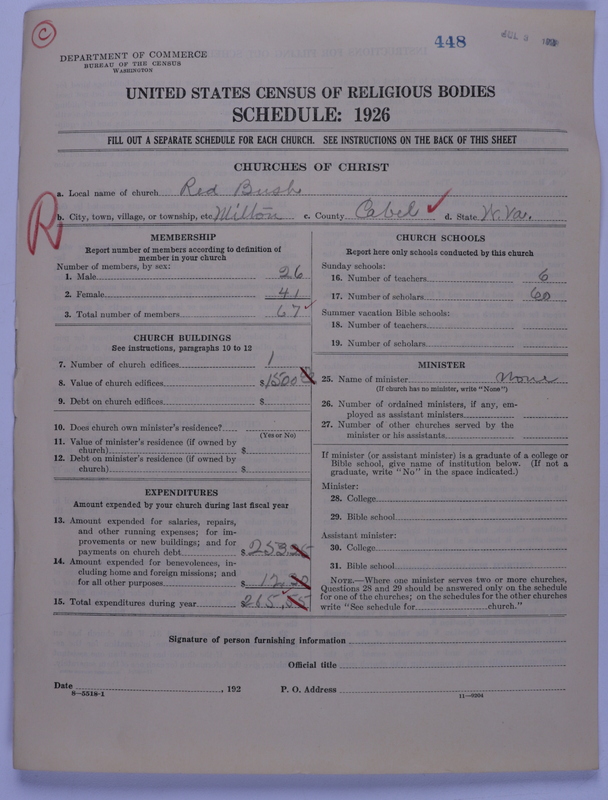 C
448
DEPARTMENT OF COMMERCE
BUREAU OF THE CENSUS
WASHINGTON
UNITED STATES CENSUS OF RELIGIOUS BODIES
SCHEDULE: 1926
FILL OUT A SEPARATE SCHEDULE FOR EACH CHURCH. SEE INSTRUCTIONS ON THE BACK OF THIS SHEET
CHURCHES OF CHRIST
a. Local name of church Red Bush
R
b. City, town, village, or township, etc. Milton c. County Cabel d. State W. Va.
MEMBERSHIP
Report number of members according to definition of
member in your church
Number of members, by sex:
1. Male 26
2. Female 41
3. Total number of members 67
CHURCH BUILDINGS
See instructions, paragraphs 10 to 12
7. Number of church edifices 1
8. Value of church edifices $1500
9. Debt on church edifices $
10. Does church own minister's residence?
(Yes or No)
11. Value of minister's residence (if owned by
church) $
12. Debt on minister's residence (if owned by
church) $
EXPENDITURES
Amount expended by your church during last fiscal year
13. Amount expended for salaries, repairs,
and other running expenses; for im-
provements or new buildings; and for
payments on church debt $253
14. Amount expended for benevolences, in-
cluding home and foreign missions; and
for all other purposes $12
15. Total expenditures during year $265.55
CHURCH SCHOOLS
Report here only schools conducted by this church
Sunday schools:
16. Number of teachers 6
17. Number of scholars 60
Summer vacation Bible schools:
18. Number of teachers
19. Number of scholars
MINISTER
25. Name of minister None
(If church has no minister, write "None")
26. Number of ordained ministers, if any, em-
ployed as assistant ministers
27. Number of other churches served by the
minister or his assistants
If minister (or assistant minister) is a graduate of a college or
Bible school, give name of institution below. (If not a
graduate, write "No" in the space indicated.)
Minister:
28. College
29. Bible school
Assistant minister:
30. College
31. Bible school
NOTE.—Where one minister serves two or more churches,
Questions 28 and 29 should be answered only on the schedule
for one of the churches; on the schedules for the other churches
write "See schedule for church."
Signature of person furnishing information
Official title
Date , 192 P. O. Address
8—5518-1 11—9394